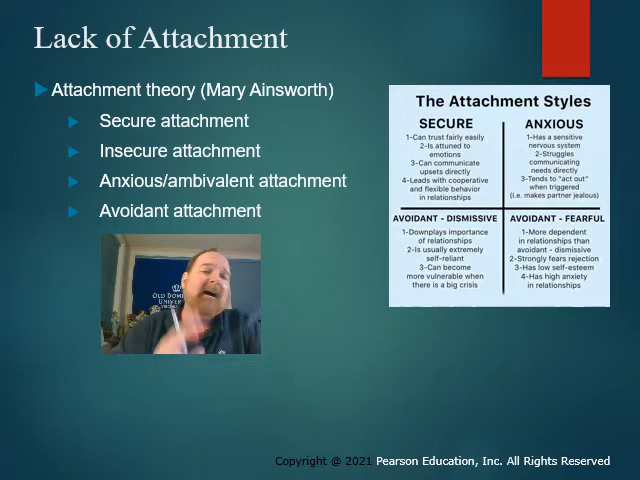 Lack of Attachment
Attachment theory (Mary Ainsworth)
Secure attachment
Insecure attachment
Anxious/ambivalent attachment
Avoidant attachment
The Attachment Styles
SECURE
1-Can trust fairly easily
2-Is attuned to
emotions
3-Can communicate
upsets directly
4-Leads with cooperative
and flexible behavior
in relationships
ANXIOUS
1-Has a sensitive
nervous system
2-Struggles
communicating
needs directly
3-Tends to "act out"
when triggered
(i.e. makes partner jealous)
AVOIDANT - DISMISSIVE
1-Downplays importance
of relationships
2-Is usually extremely
self-reliant
3-Can become
more vulnerable when
there is a big crisis
AVOIDANT - FEARFUL
1-More dependent
in relationships than
avoidant - dismissive
2-Strongly fears rejection
3-Has low self-esteem
4-Has high anxiety
in relationships
OLD DOM
UNIVE
Copyright @ 2021 Pearson Education, Inc. All Rights Reserved